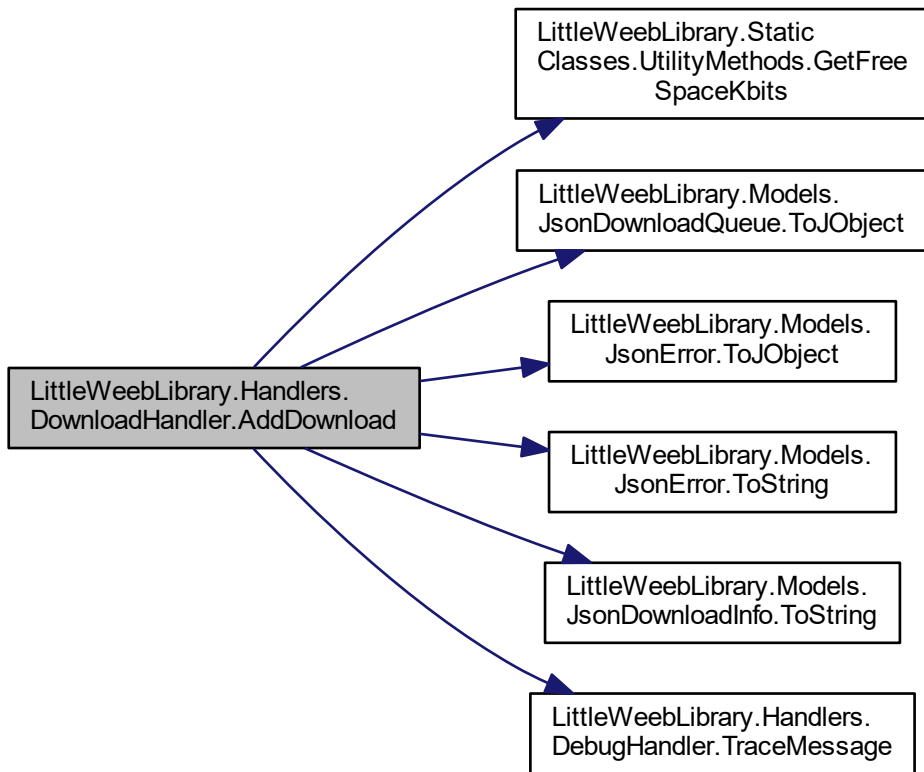 LittleWeebLibrary.Static
Classes.UtilityMethods.GetFree
SpaceKbits
LittleWeebLibrary.Models.
JsonDownloadQueue.ToJObject
LittleWeebLibrary.Models.
JsonError.ToJObject
LittleWeebLibrary.Handlers.
DownloadHandler.AddDownload
LittleWeebLibrary.Models.
JsonError.ToString
LittleWeebLibrary.Models.
JsonDownloadInfo.ToString
LittleWeebLibrary.Handlers.
DebugHandler.TraceMessage